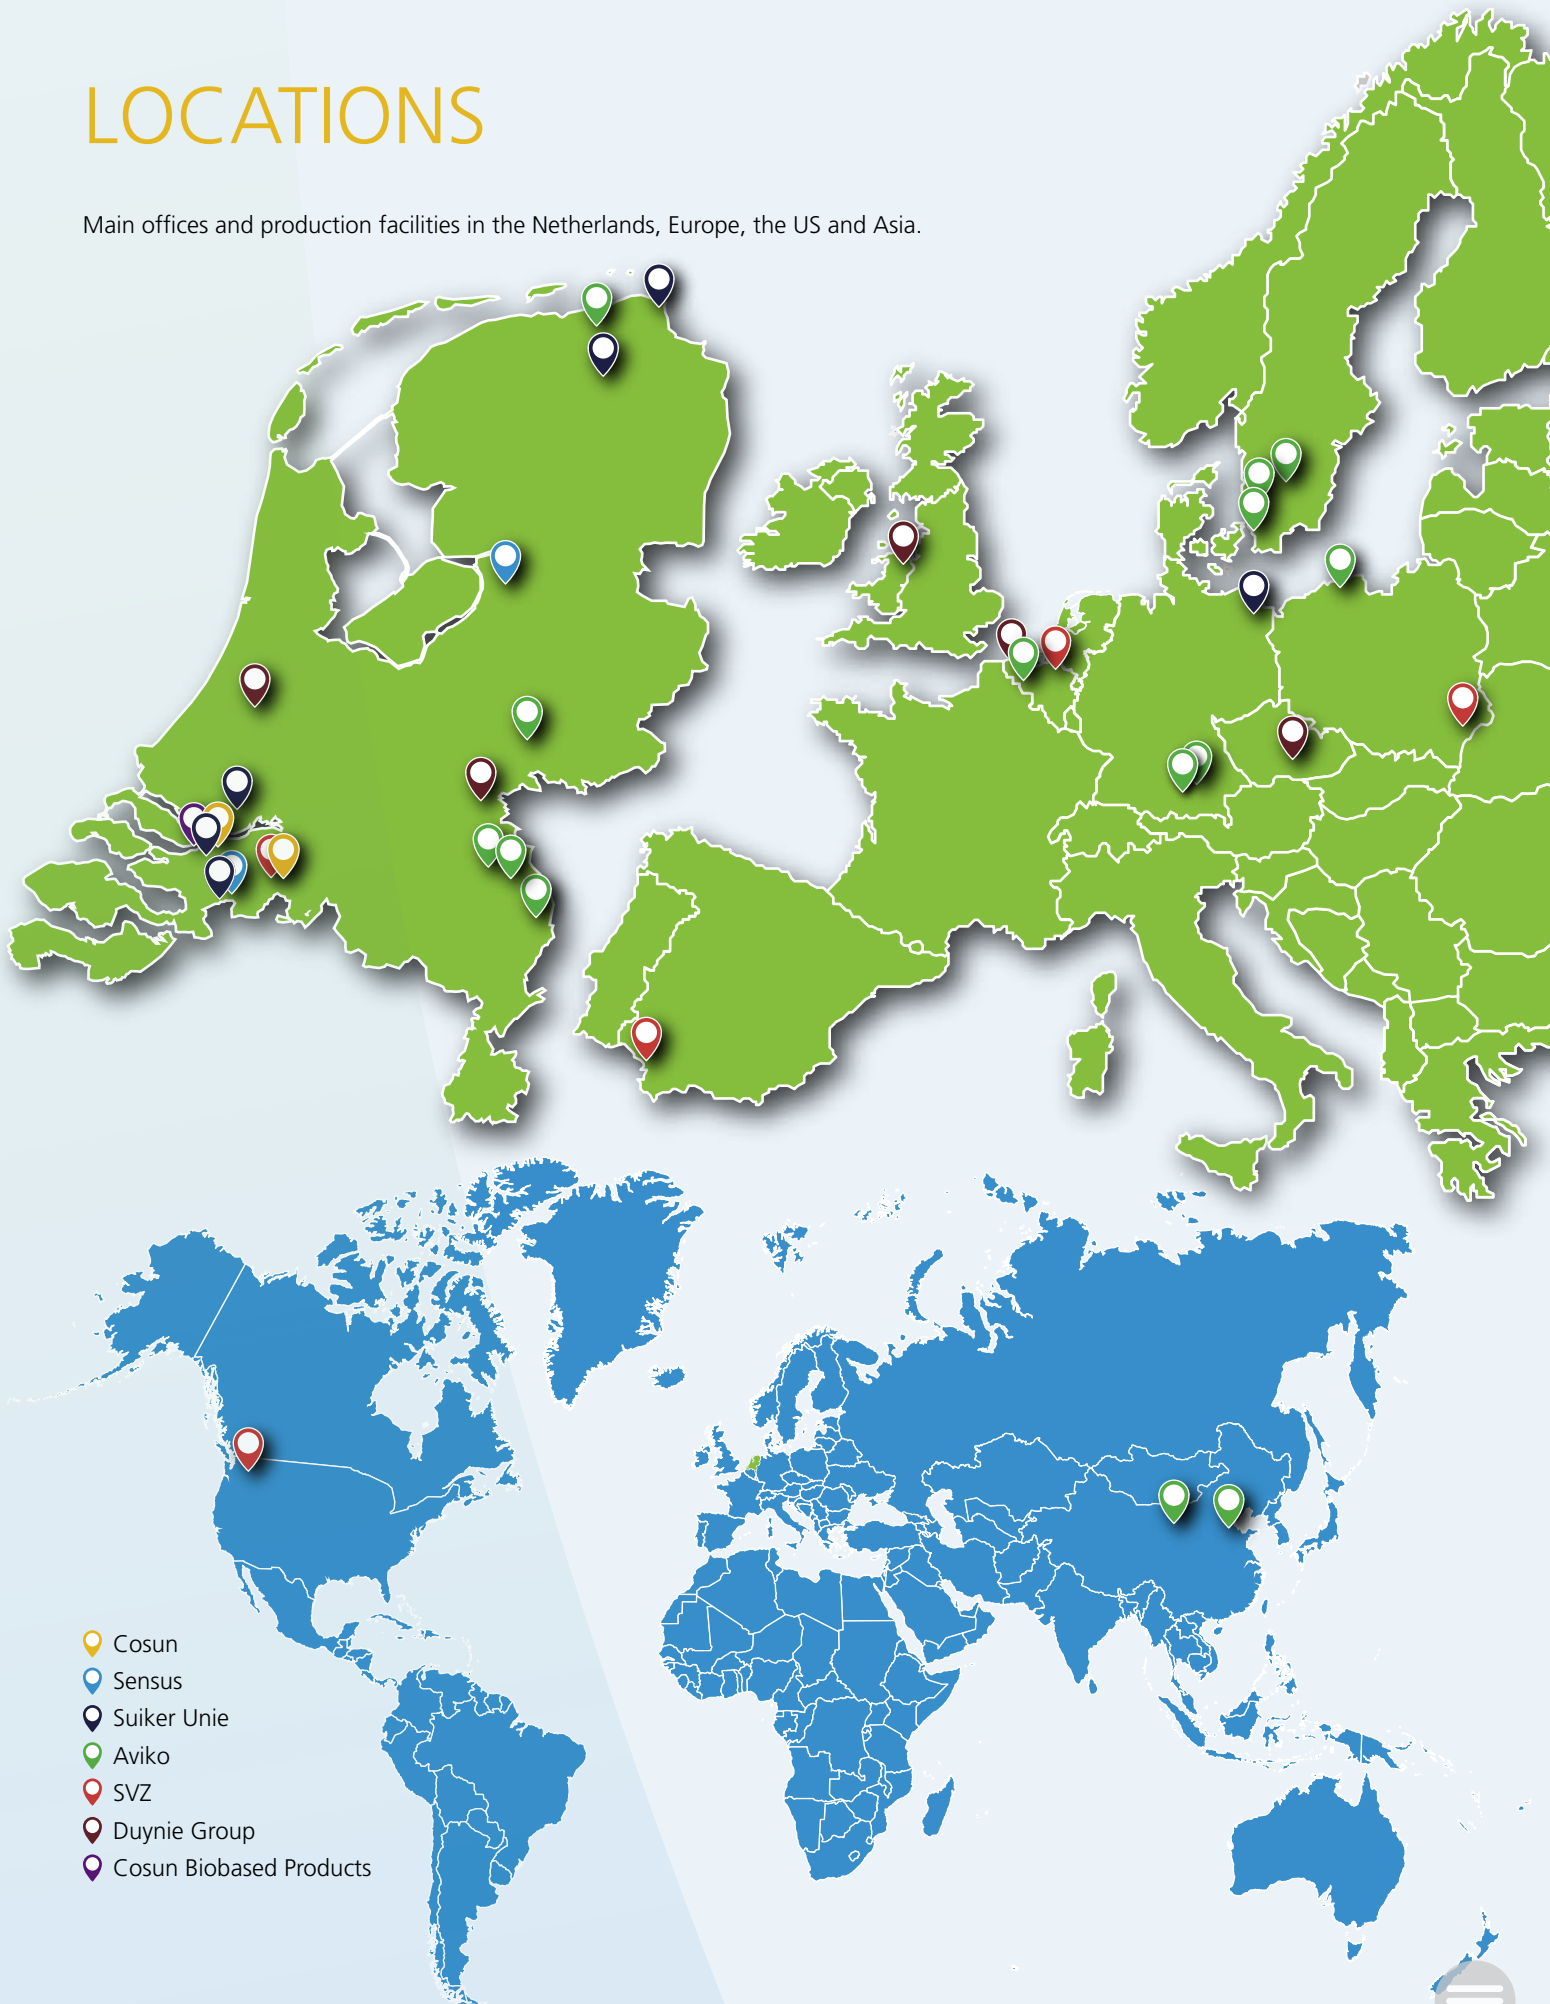 LOCATIONS
Main offices and production facilities in the Netherlands, Europe, the US and Asia.
Cosun
Sensus
Suiker Unie
Aviko
SVZ
Duynie Group
Cosun Biobased Products